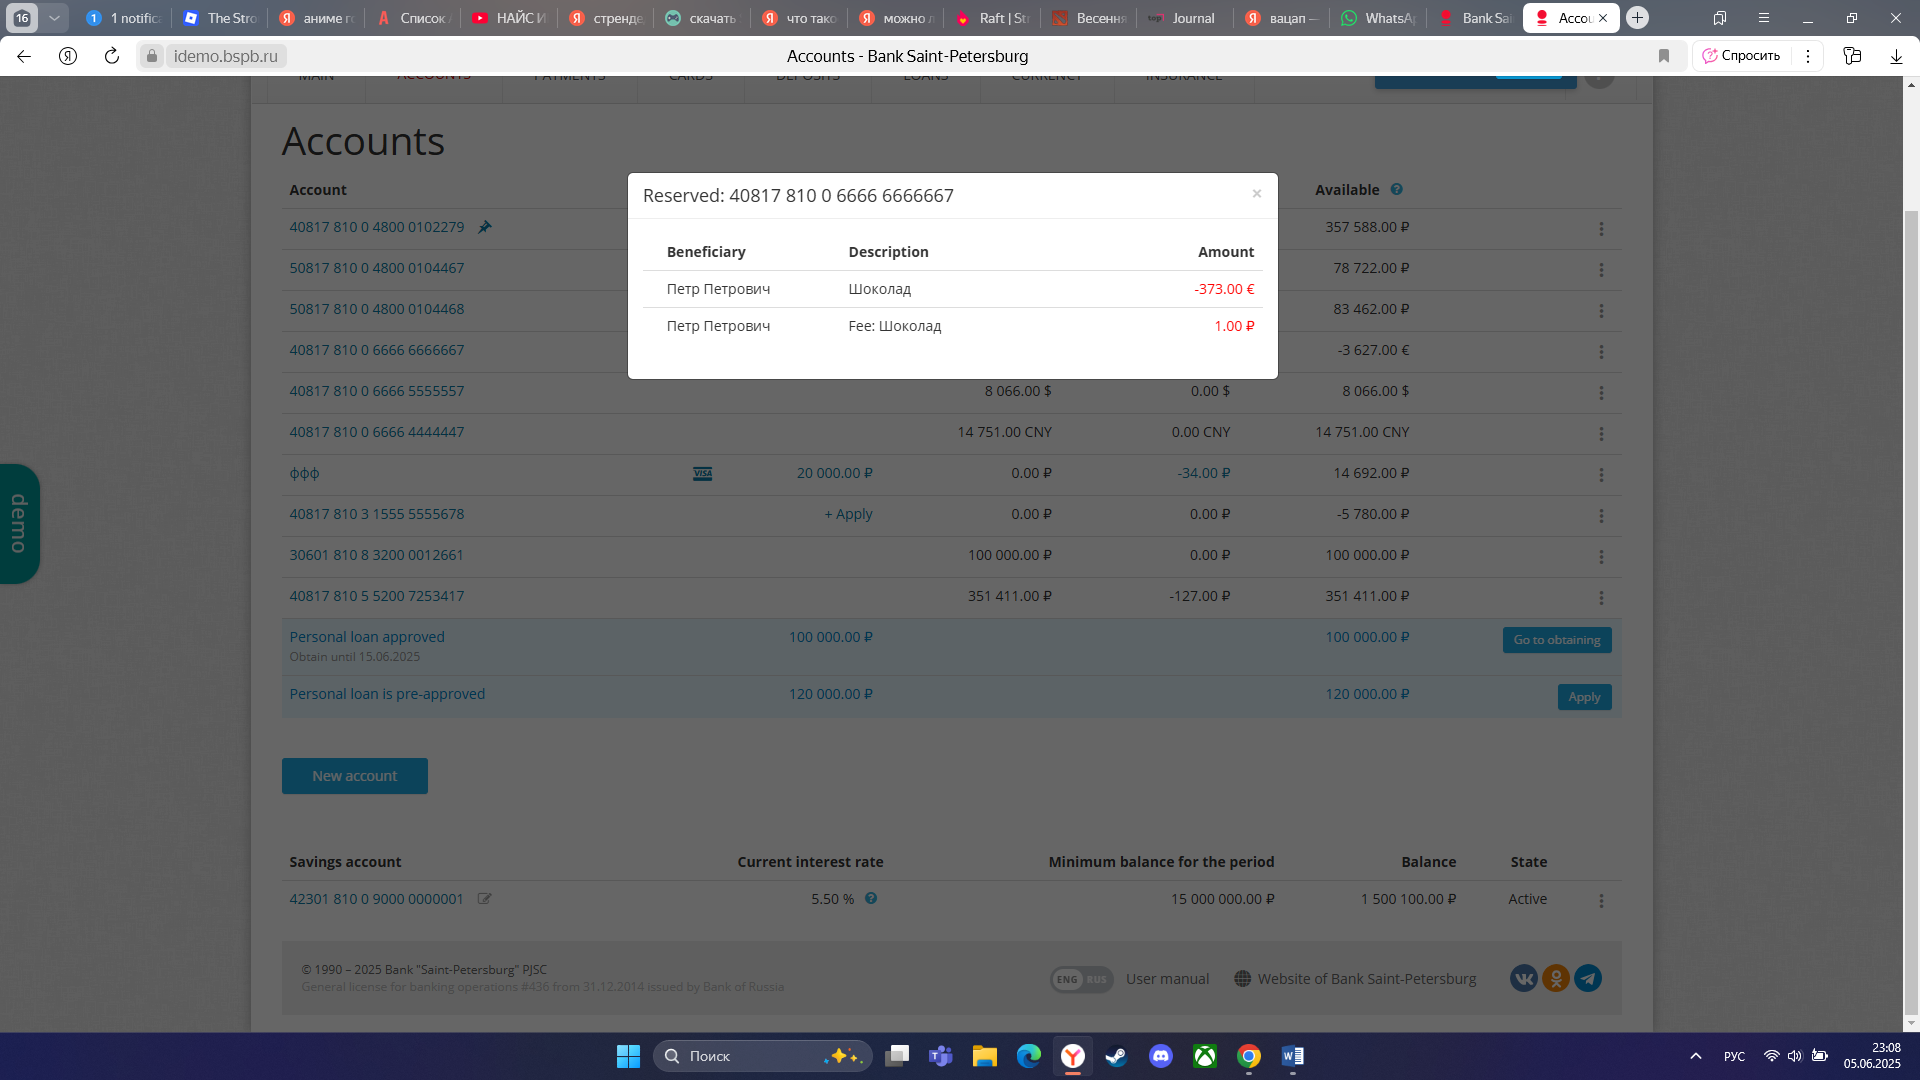 16
1 notific
The Stro
аниме го
Список А
НАЙС И
стренде
скачать
что тако
можно л
Raft | Str
Весення
top Journal
вацап —
WhatsAp
Bank Sai
Accou
idemo.bspb.ru
Accounts - Bank Saint-Petersburg
Спросить
MAIN ACCOUNTS PAYMENTS CARDS DEPOSITS LOANS CURRENCY INSURANCE
Accounts
Account Available
40817 810 0 4800 0102279 357 588.00 ₽
50817 810 0 4800 0104467 78 722.00 ₽
50817 810 0 4800 0104468 83 462.00 ₽
40817 810 0 6666 6666667 -3 627.00 €
Reserved: 40817 810 0 6666 6666667 ×
Beneficiary Description Amount
Петр Петрович Шоколад -373.00 €
Петр Петрович Fee: Шоколад 1.00 ₽
40817 810 0 6666 5555557 8 066.00 $ 0.00 $ 8 066.00 $
40817 810 0 6666 4444447 14 751.00 CNY 0.00 CNY 14 751.00 CNY
ффф VISA 20 000.00 ₽ 0.00 ₽ -34.00 ₽ 14 692.00 ₽
40817 810 3 1555 5555678 + Apply 0.00 ₽ 0.00 ₽ -5 780.00 ₽
30601 810 8 3200 0012661 100 000.00 ₽ 0.00 ₽ 100 000.00 ₽
40817 810 5 5200 7253417 351 411.00 ₽ -127.00 ₽ 351 411.00 ₽
Personal loan approved 100 000.00 ₽ 100 000.00 ₽ Go to obtaining
Obtain until 15.06.2025
Personal loan is pre-approved 120 000.00 ₽ 120 000.00 ₽ Apply
demo
New account
Savings account Current interest rate Minimum balance for the period Balance State
42301 810 0 9000 0000001 5.50 % 15 000 000.00 ₽ 1 500 100.00 ₽ Active
© 1990 – 2025 Bank "Saint-Petersburg" PJSC
General license for banking operations #436 from 31.12.2014 issued by Bank of Russia
ENG RUS User manual Website of Bank Saint-Petersburg
Поиск
РУС
23:08
05.06.2025